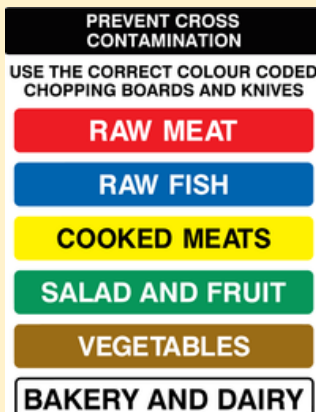 PREVENT CROSS
CONTAMINATION
USE THE CORRECT COLOUR CODED
CHOPPING BOARDS AND KNIVES
RAW MEAT
RAW FISH
COOKED MEATS
SALAD AND FRUIT
VEGETABLES
BAKERY AND DAIRY